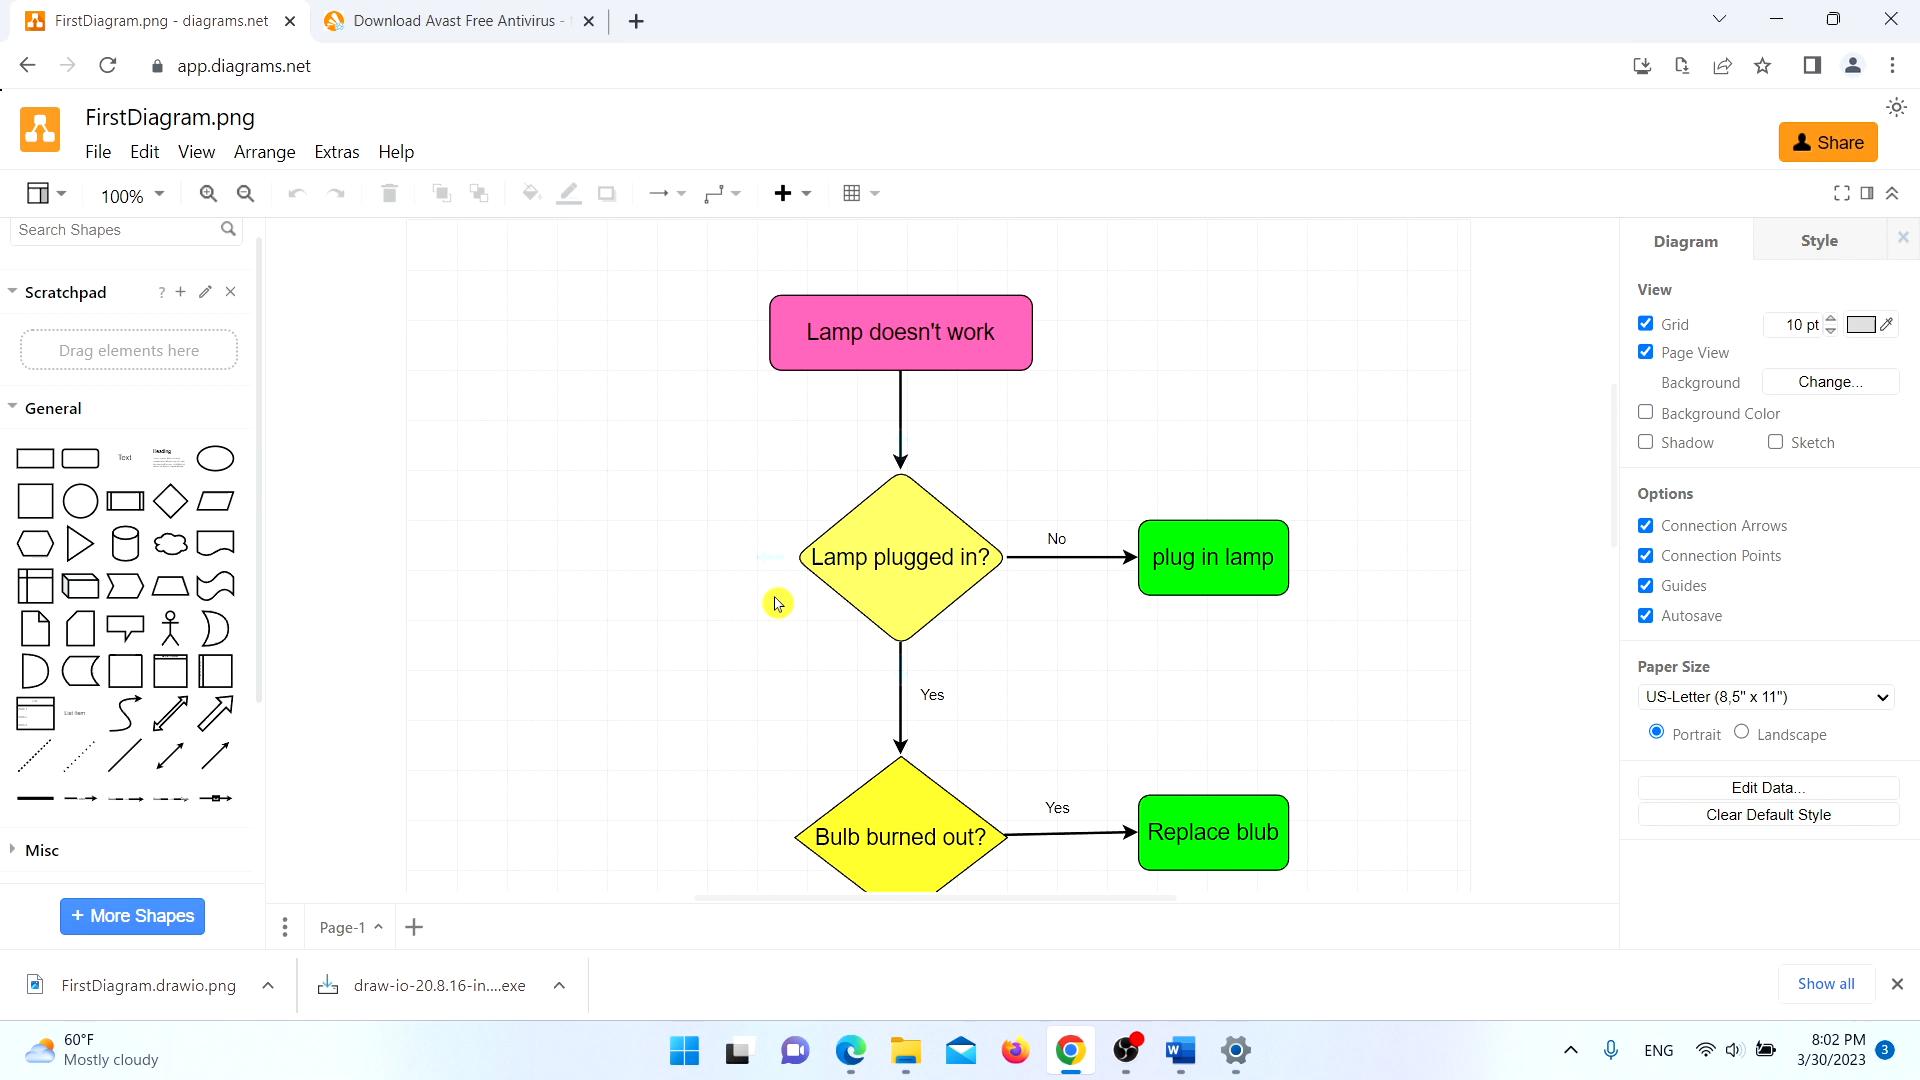 FirstDiagram.png - diagrams.net
Download Avast Free Antivirus -
app.diagrams.net
FirstDiagram.png
File Edit View Arrange Extras Help
Share
100%
Search Shapes
Scratchpad
?
Drag elements here
General
Text
Heading
List Item
Misc
+ More Shapes
Lamp doesn't work
Lamp plugged in?
No
plug in lamp
Yes
Bulb burned out?
Yes
Replace blub
Page-1
Diagram
Style
View
Grid
10 pt
Page View
Background
Change...
Background Color
Shadow
Sketch
Options
Connection Arrows
Connection Points
Guides
Autosave
Paper Size
US-Letter (8,5" x 11")
Portrait
Landscape
Edit Data...
Clear Default Style
FirstDiagram.drawio.png
draw-io-20.8.16-in....exe
Show all
60°F
Mostly cloudy
ENG
8:02 PM
3/30/2023
3